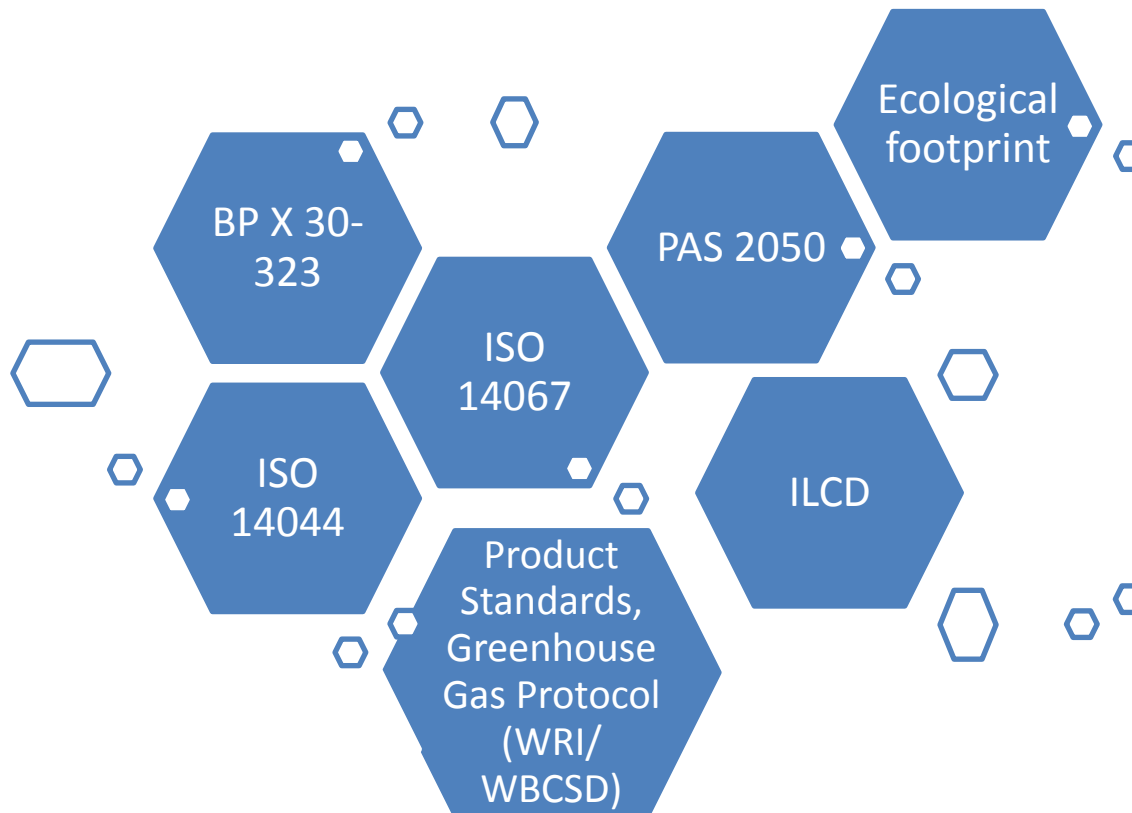 Ecological
footprint
BP X 30-
323
PAS 2050
ISO
14067
ISO
14044
ILCD
Product
Standards,
Greenhouse
Gas Protocol
(WRI/
WBCSD)